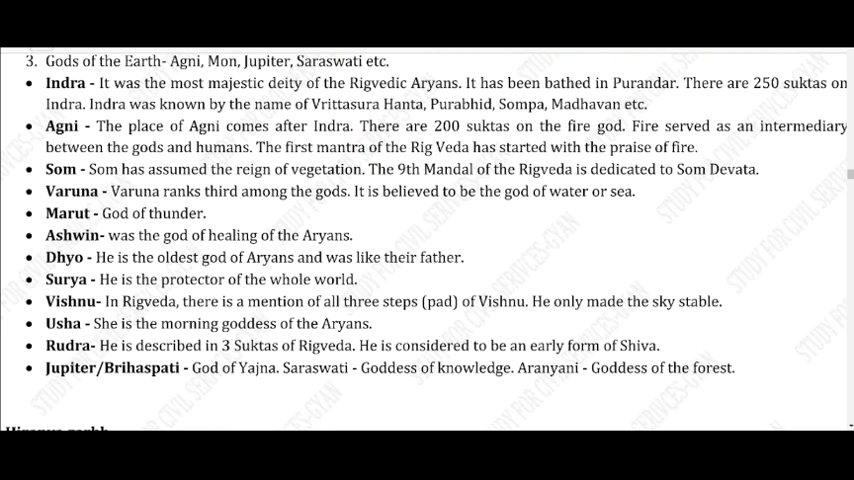 3. Gods of the Earth- Agni, Mon, Jupiter, Saraswati etc.
• Indra - It was the most majestic deity of the Rigvedic Aryans. It has been bathed in Purandar. There are 250 suktas on
Indra. Indra was known by the name of Vrittasura Hanta, Purabhid, Sompa, Madhavan etc.
• Agni - The place of Agni comes after Indra. There are 200 suktas on the fire god. Fire served as an intermediary
between the gods and humans. The first mantra of the Rig Veda has started with the praise of fire.
• Som - Som has assumed the reign of vegetation. The 9th Mandal of the Rigveda is dedicated to Som Devata.
• Varuna - Varuna ranks third among the gods. It is believed to be the god of water or sea.
• Marut - God of thunder.
• Ashwin- was the god of healing of the Aryans.
• Dhyo - He is the oldest god of Aryans and was like their father.
• Surya - He is the protector of the whole world.
• Vishnu- In Rigveda, there is a mention of all three steps (pad) of Vishnu. He only made the sky stable.
• Usha - She is the morning goddess of the Aryans.
• Rudra- He is described in 3 Suktas of Rigveda. He is considered to be an early form of Shiva.
• Jupiter/Brihaspati - God of Yajna. Saraswati - Goddess of knowledge. Aranyani - Goddess of the forest.
STUDY FOR CIVIL SERIVCES-GYAN